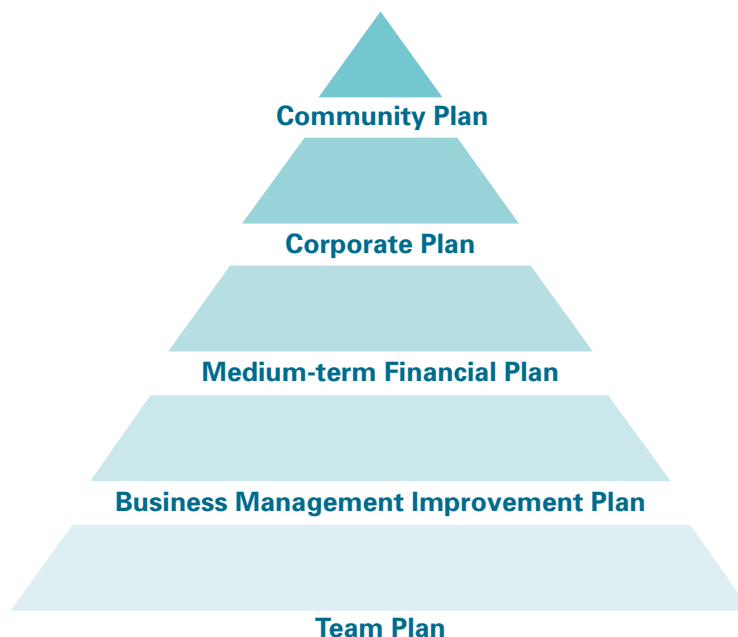 Community Plan
Corporate Plan
Medium-term Financial Plan
Business Management Improvement Plan
Team Plan